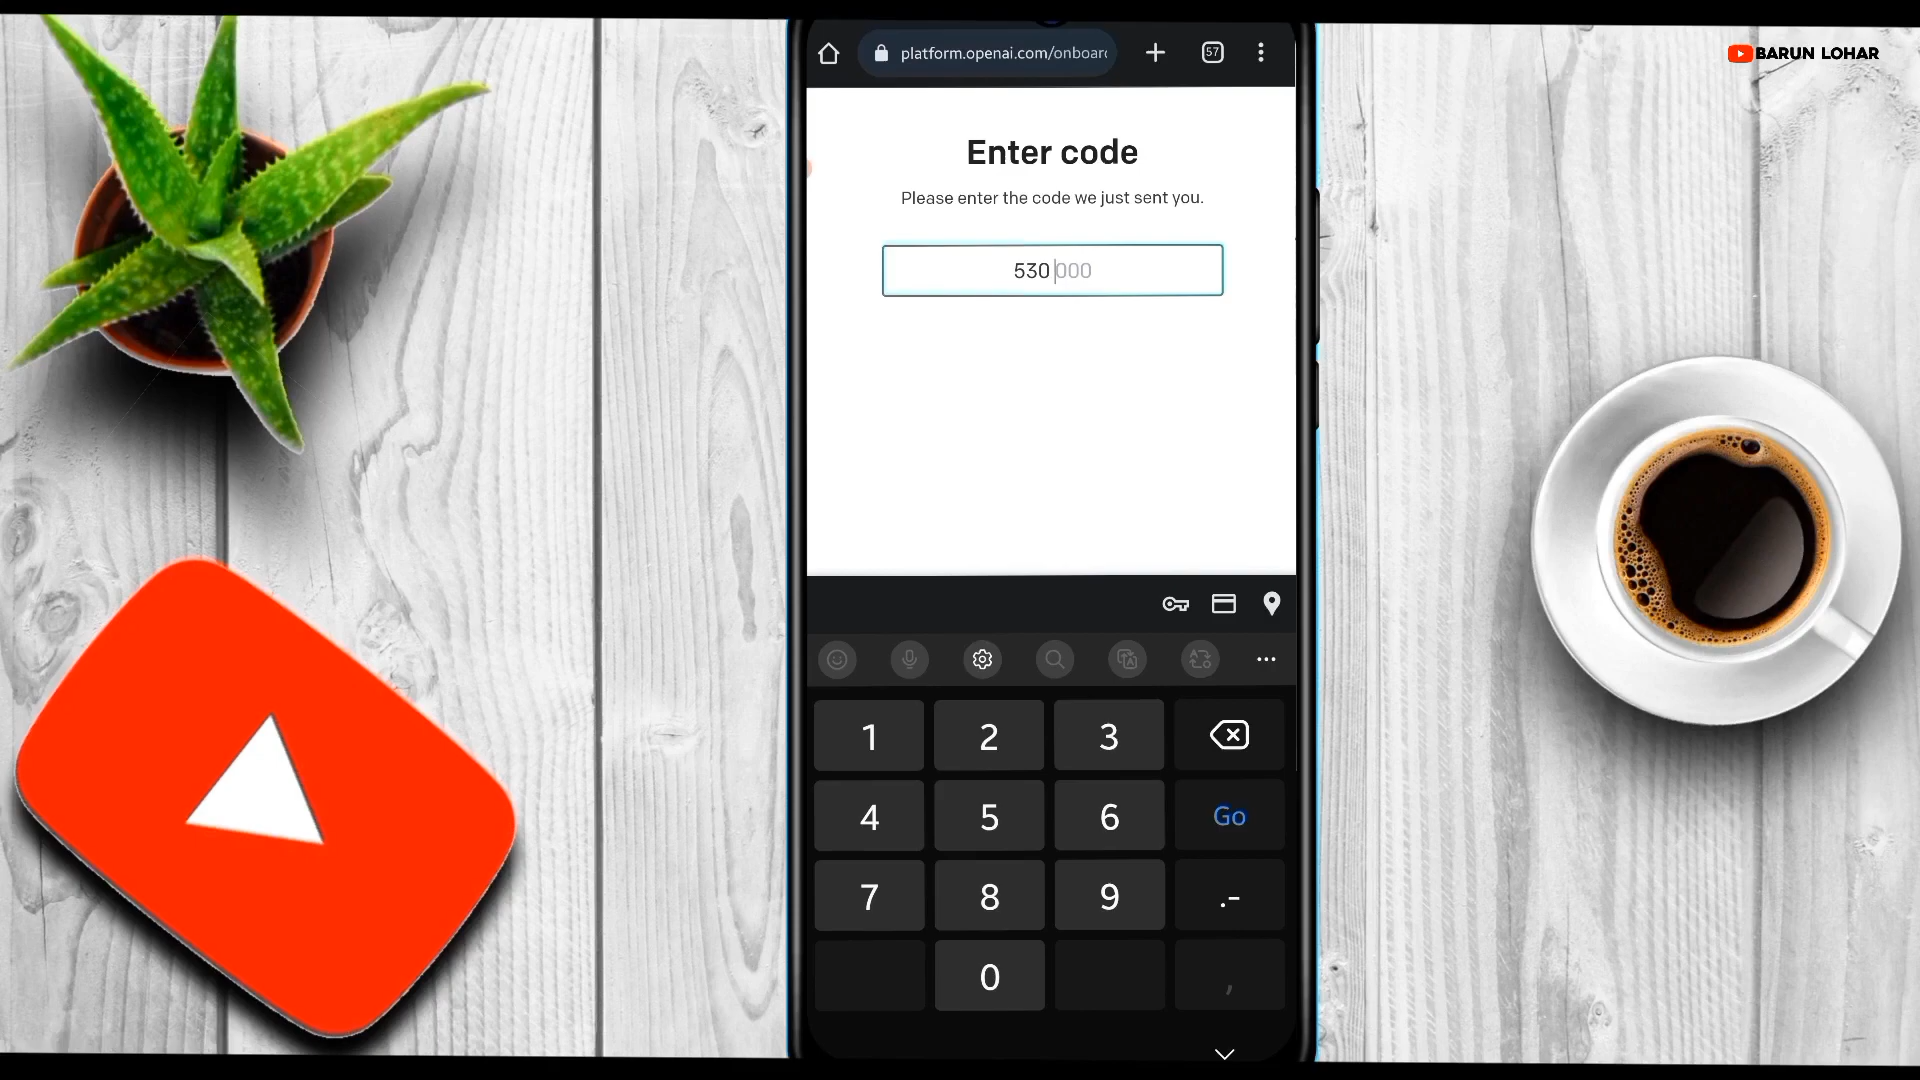 platform.openai.com/onboar
57
BARUN LOHAR
Enter code
Please enter the code we just sent you.
530 000
1 2 3
4 5 6 Go
7 8 9 .-
0 ,